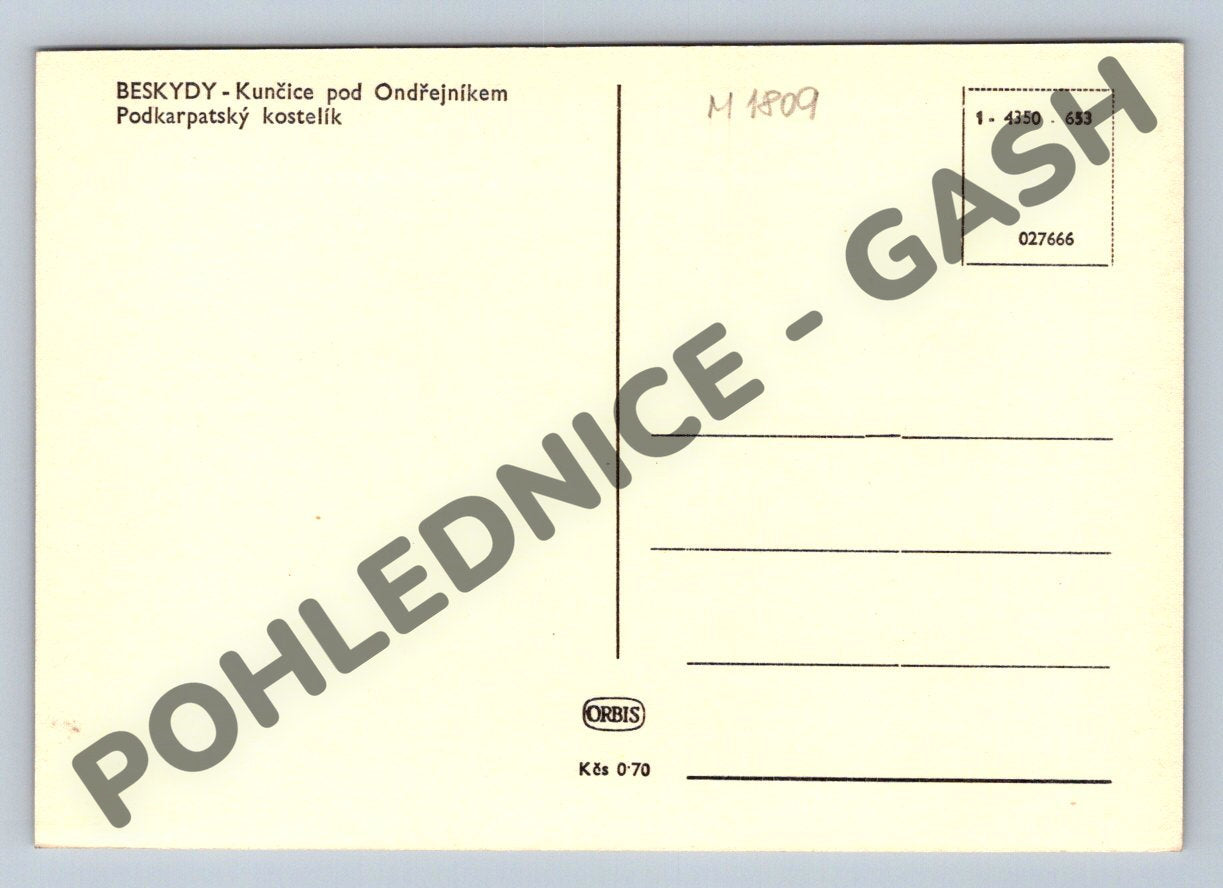 BESKYDY - Kunčice pod Ondřejníkem
Podkarpatský kostelík
M 1809
1 - 4350 - 653
027666
POHLEDNICE - GASH
ORBIS
Kčs 0·70